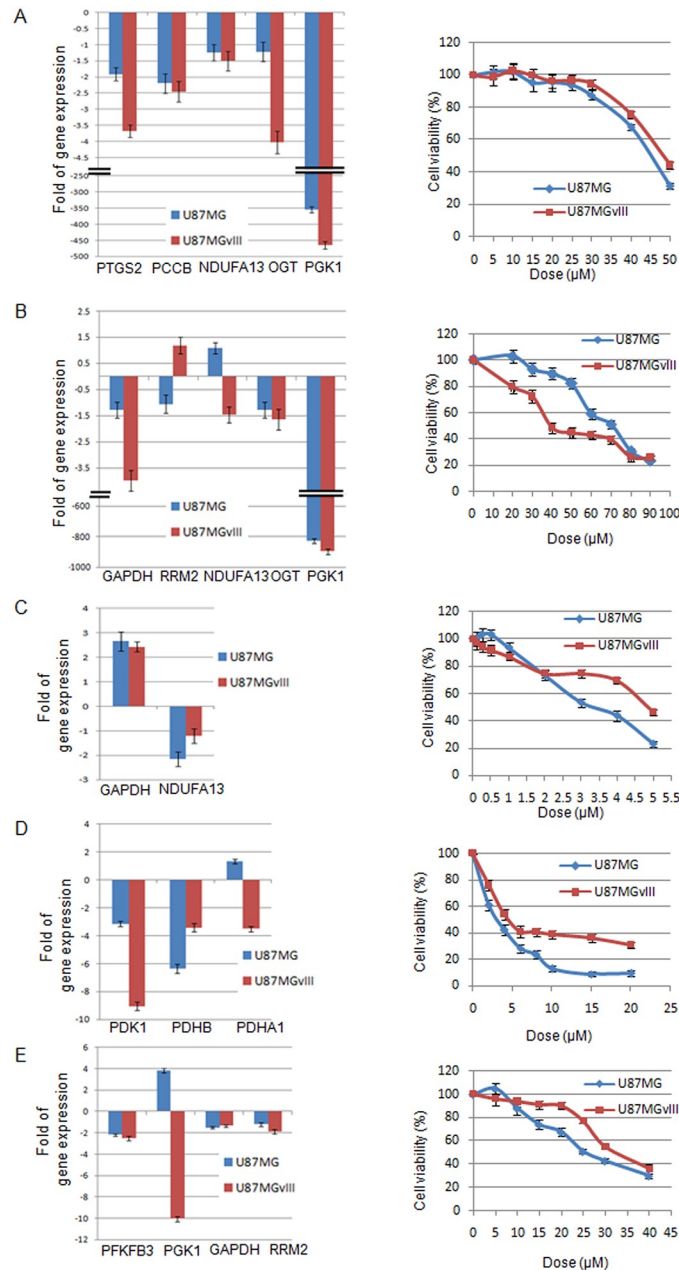 A
Fold of gene expression
0
-0.5
-1
-1.5
-2
-2.5
-3
-3.5
-4
-4.5
-250
-300
-350
-400
-450
-500
U87MG
U87MGvIII
PTGS2 PCCB NDUFA13 OGT PGK1
Cell viability (%)
120
100
80
60
40
20
0
U87MG
U87MGvIII
0 5 10 15 20 25 30 35 40 45 50
Dose (µM)
B
Fold of gene expression
2.5
1.5
0.5
-0.5
-1.5
-2.5
-3.5
-600
-800
-1000
U87MG
U87MGvIII
GAPDH RRM2 NDUFA13 OGT PGK1
Cell viability (%)
120
100
80
60
40
20
0
U87MG
U87MGvIII
0 10 20 30 40 50 60 70 80 90 100
Dose (µM)
C
Fold of
gene expression
4
3
2
1
0
-1
-2
-3
U87MG
U87MGvIII
GAPDH NDUFA13
Cell viability (%)
120
100
80
60
40
20
0
U87MG
U87MGvIII
0 0.5 1 1.5 2 2.5 3 3.5 4 4.5 5 5.5
Dose (µM)
D
Fold of
gene expression
4
2
0
-2
-4
-6
-8
-10
U87MG
U87MGvIII
PDK1 PDHB PDHA1
Cell viability (%)
100
80
60
40
20
0
U87MG
U87MGvIII
0 5 10 15 20 25
Dose (µM)
E
Fold of
gene expression
6
4
2
0
-2
-4
-6
-8
-10
-12
U87MG
U87MGvIII
PFKFB3 PGK1 GAPDH RRM2
Cell viability (%)
120
100
80
60
40
20
0
U87MG
U87MGvIII
0 5 10 15 20 25 30 35 40 45
Dose (µM)